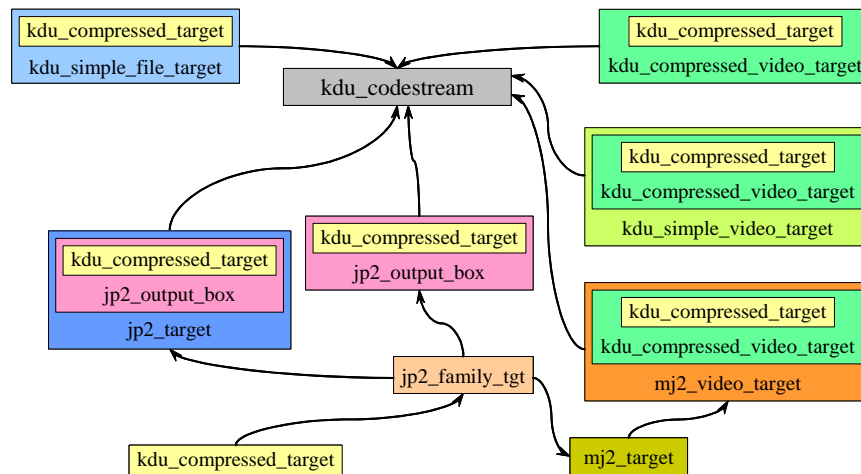 kdu_compressed_target
kdu_simple_file_target
kdu_compressed_target
kdu_compressed_video_target
kdu_codestream
kdu_compressed_target
kdu_compressed_video_target
kdu_simple_video_target
kdu_compressed_target
jp2_output_box
jp2_target
kdu_compressed_target
jp2_output_box
kdu_compressed_target
kdu_compressed_video_target
mj2_video_target
jp2_family_tgt
kdu_compressed_target
mj2_target